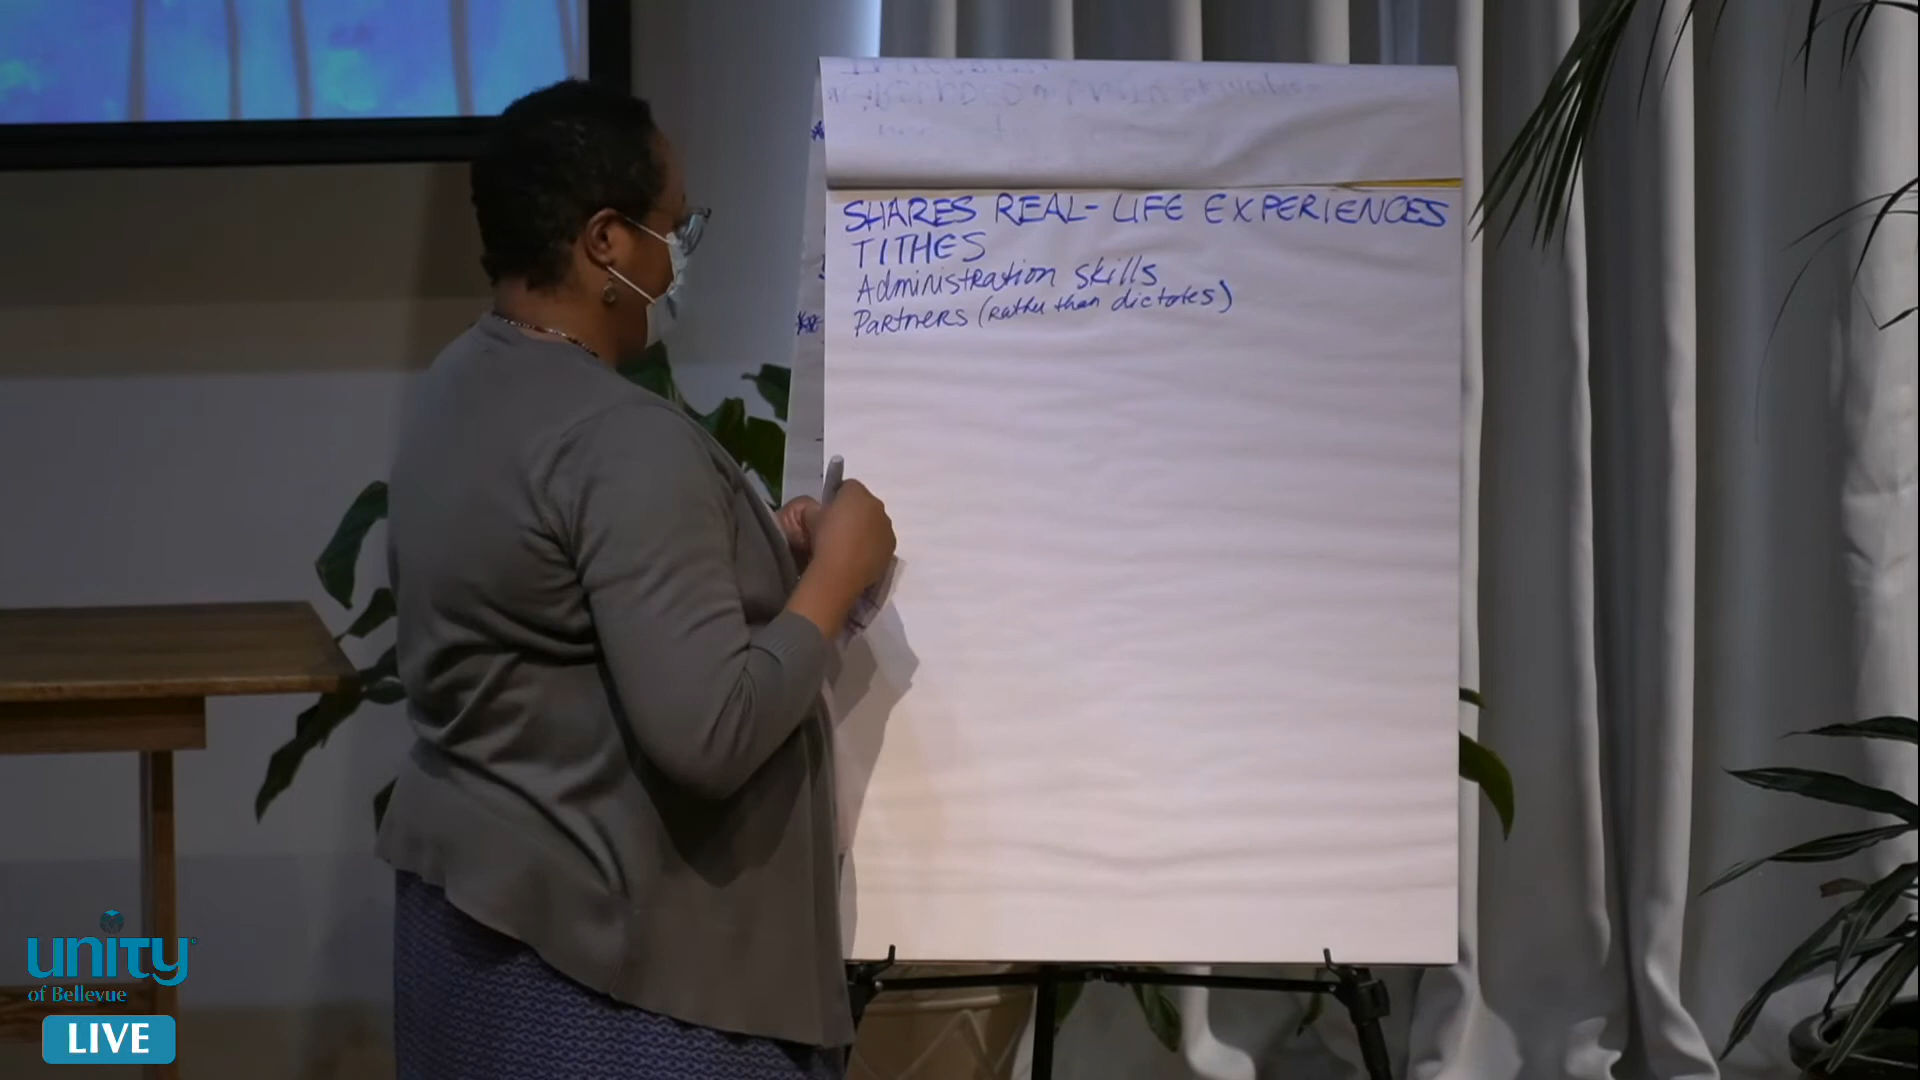 SHARES REAL-LIFE EXPERIENCES
TITHES
Administration skills
Partners (rather than dictates)
unity
of Bellevue
LIVE